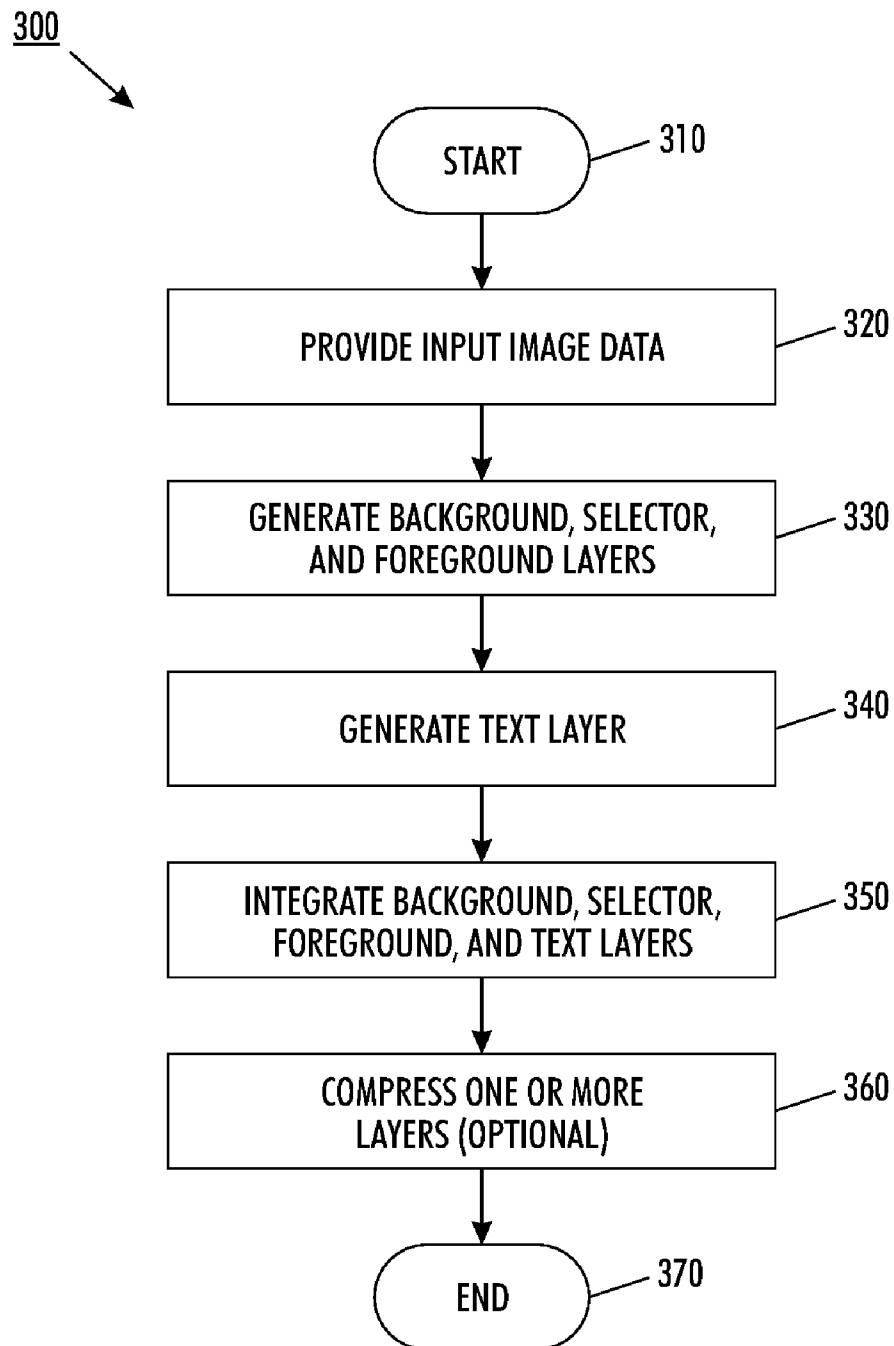 300
START
310
PROVIDE INPUT IMAGE DATA
320
GENERATE BACKGROUND, SELECTOR,
AND FOREGROUND LAYERS
330
GENERATE TEXT LAYER
340
INTEGRATE BACKGROUND, SELECTOR,
FOREGROUND, AND TEXT LAYERS
350
COMPRESS ONE OR MORE
LAYERS (OPTIONAL)
360
END
370